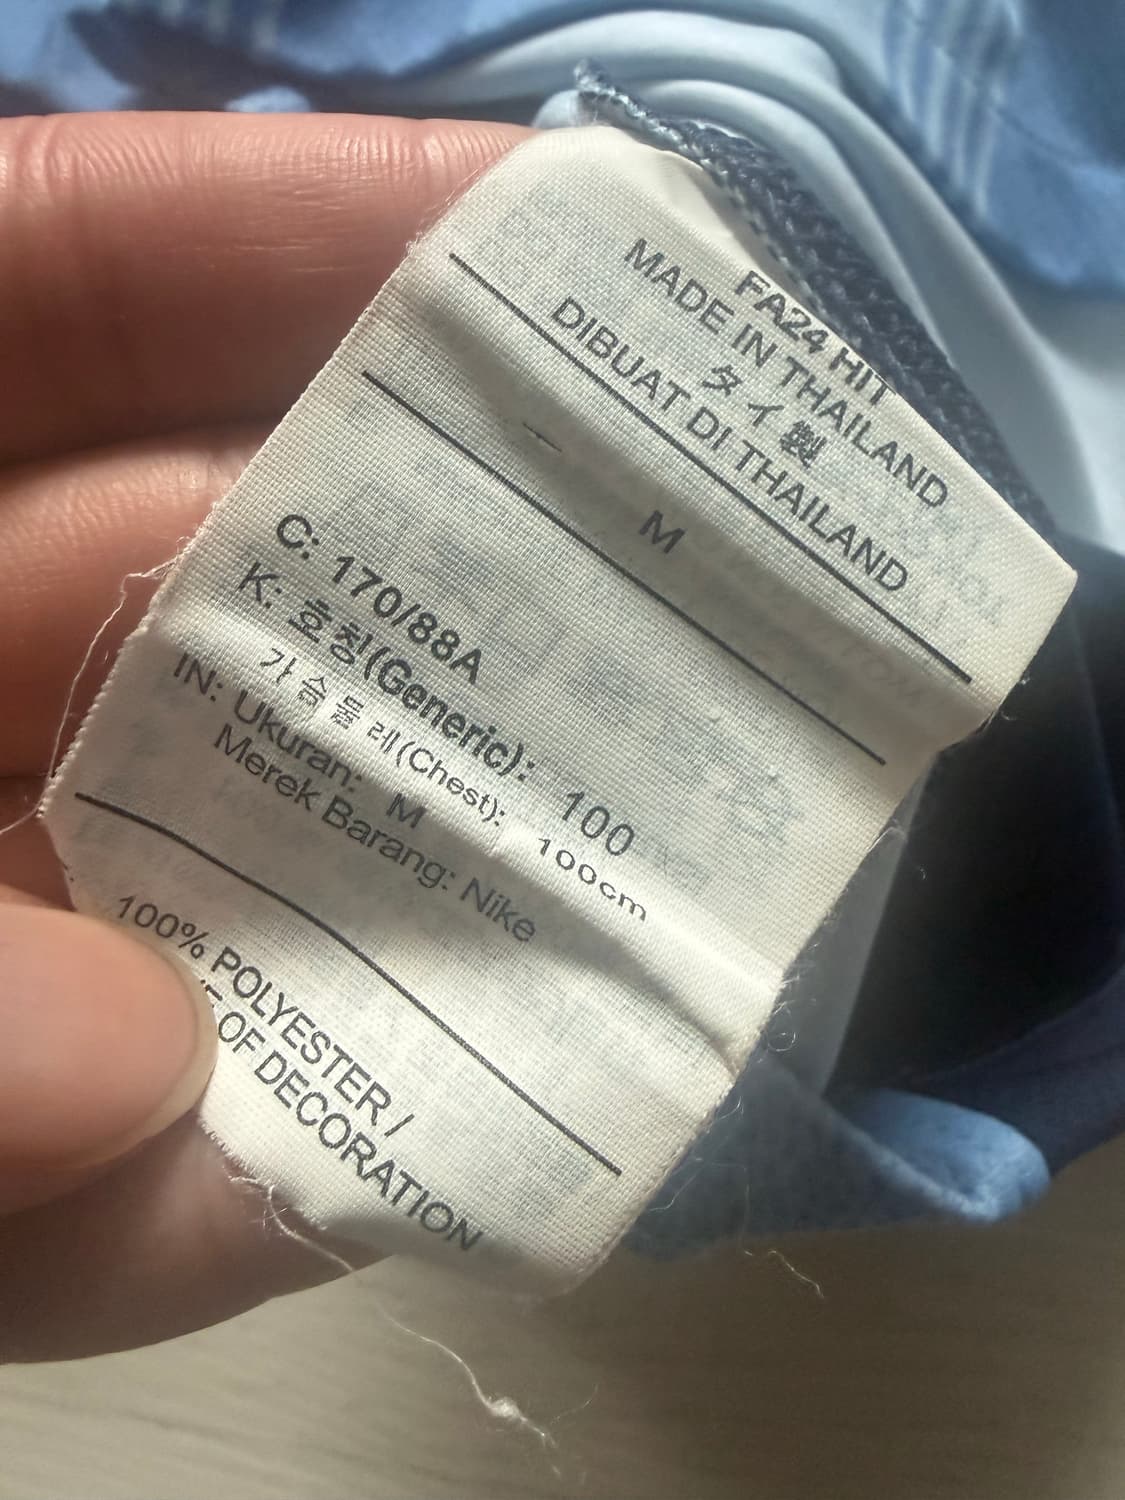 FA24 HIT
MADE IN THAILAND
タイ製
DIBUAT DI THAILAND
M
C: 170/88A
K: 호칭(Generic): 100
가슴둘레(Chest): 100cm
IN: Ukuran: M
Merek Barang: Nike
100% POLYESTER /
OF DECORATION